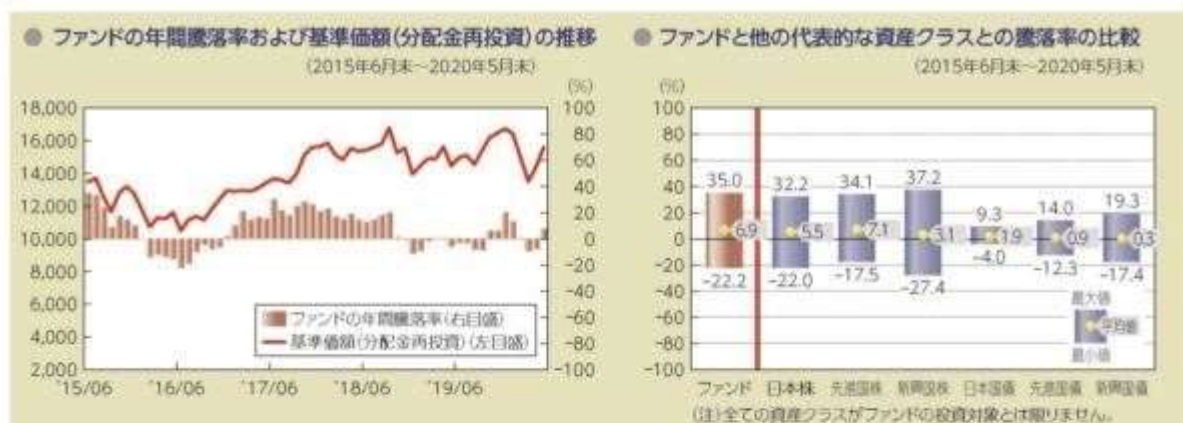 ● ファンドの年間騰落率および基準価額(分配金再投資)の推移
(2015年6月末～2020年5月末)
(%)
18,000
16,000
14,000
12,000
10,000
8,000
6,000
4,000
2,000
100
80
60
40
20
0
-20
-40
-60
-80
-100
ファンドの年間騰落率(右目盛)
基準価額(分配金再投資)(左目盛)
'15/06 '16/06 '17/06 '18/06 '19/06
● ファンドと他の代表的な資産クラスとの騰落率の比較
(2015年6月末～2020年5月末)
(%)
100
80
60
40
20
0
-20
-40
-60
-80
-100
35.0 32.2 34.1 37.2 9.3 14.0 19.3
6.9 5.5 7.1 3.1 1.9 0.9 0.3
-22.2 -22.0 -17.5 -27.4 -4.0 -12.3 -17.4
最大値
平均値
最小値
ファンド 日本株 先進国株 新興国株 日本国債 先進国債 新興国債
(注)全ての資産クラスがファンドの投資対象とは限りません。